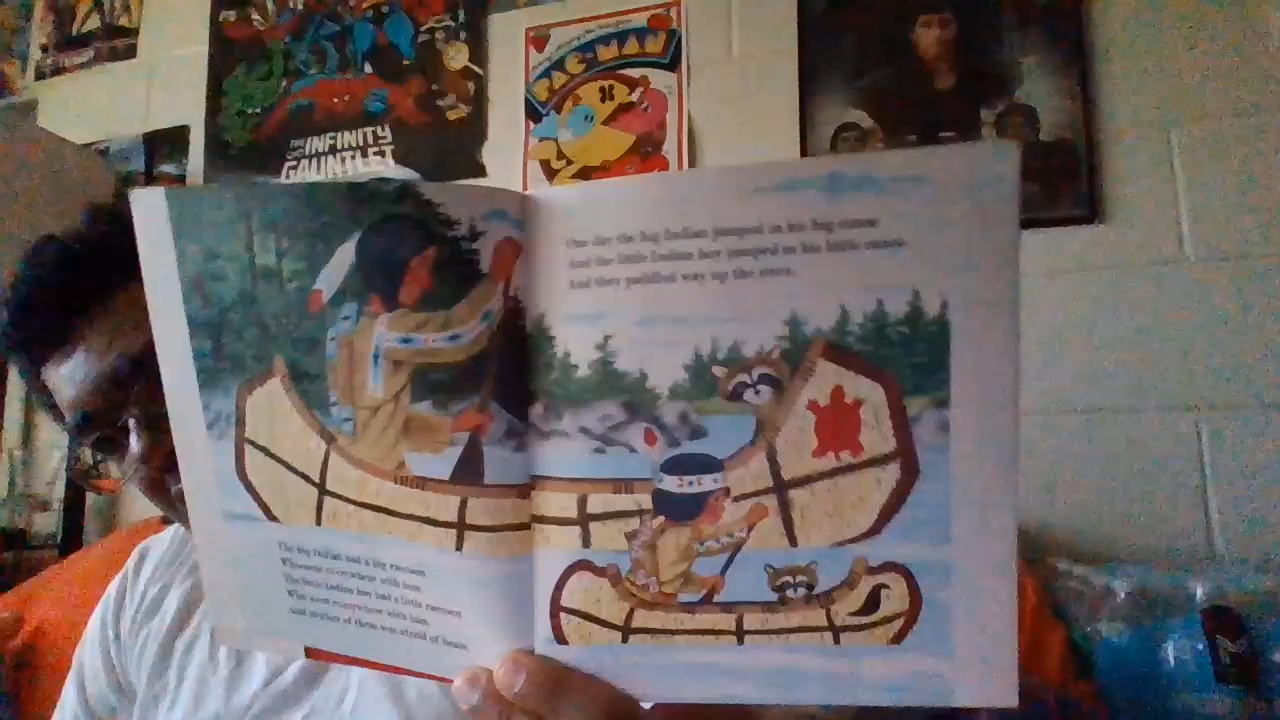 THE INFINITY
GAUNTLET
PAC-MAN
One day the big Indian jumped in his big canoe
And the little Indian boy jumped in his little canoe
And they paddled way up the river.
The big Indian had a big racoon
Who went everywhere with him.
The little Indian boy had a little racoon
Who went everywhere with him.
And neither of them was afraid of